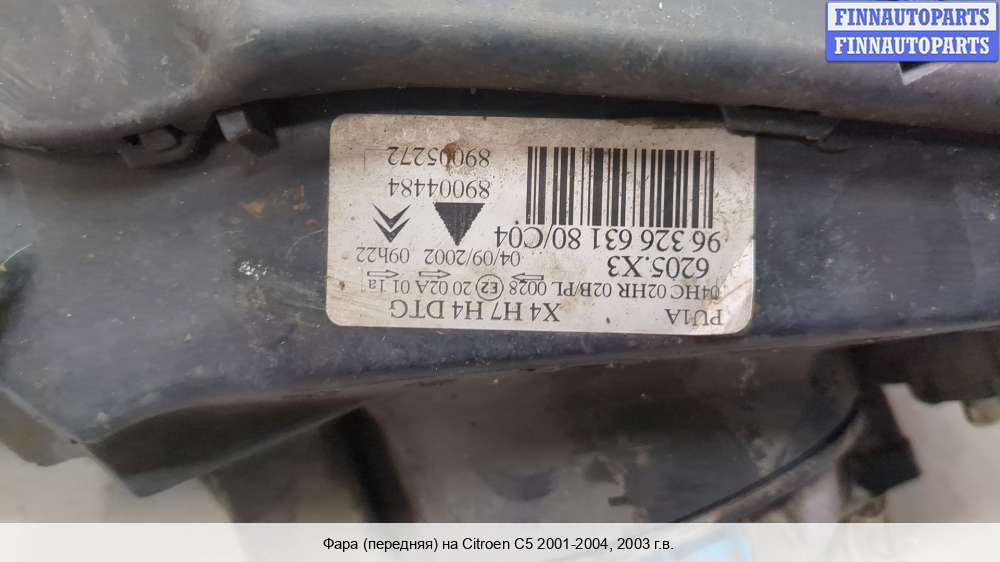 FINNAUTOPARTS
FINNAUTOPARTS
PU1A
X4 H7 H4 DTG
04HC 02HR 02B/PL 0028 E2 20 02A 01 1a
6205.X3
04/09/2002 09h22
96 326 631 80/C04
89004484
89005272
Фара (передняя) на Citroen C5 2001-2004, 2003 г.в.